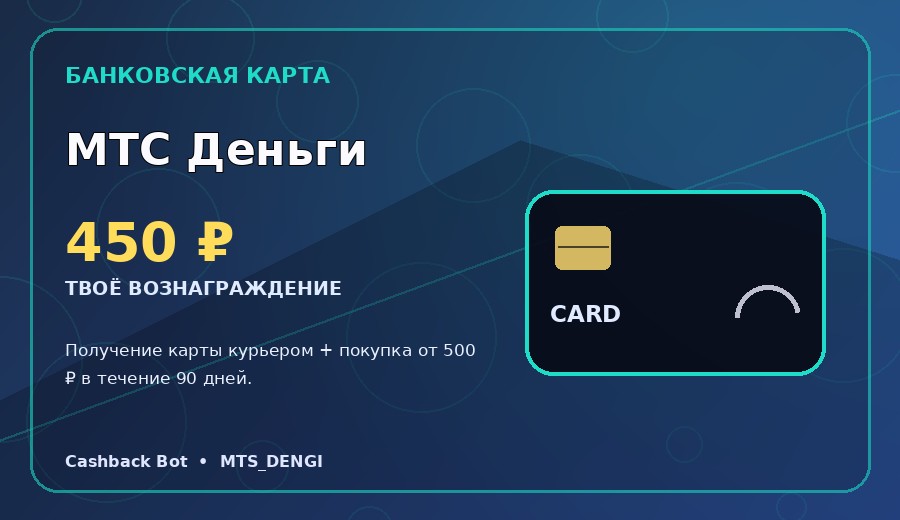 БАНКОВСКАЯ КАРТА
МТС Деньги
450 ₽
ТВОЁ ВОЗНАГРАЖДЕНИЕ
Получение карты курьером + покупка от 500
₽ в течение 90 дней.
CARD
Cashback Bot • MTS_DENGI